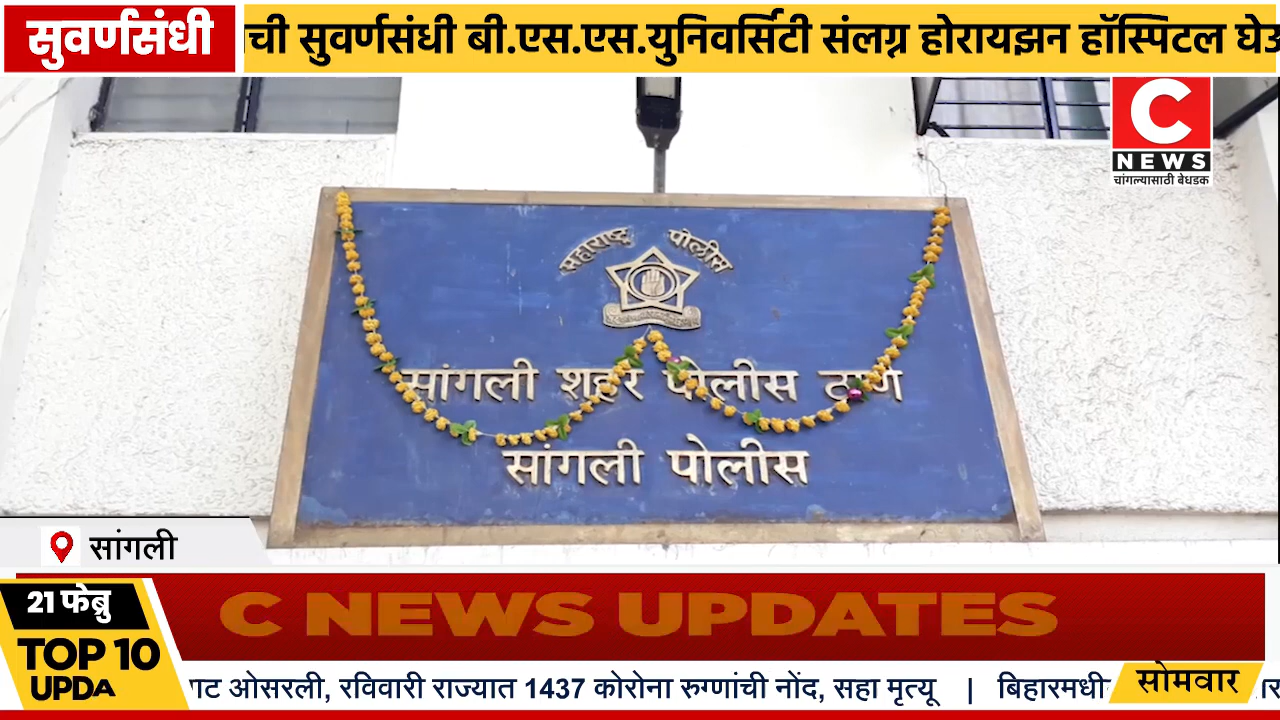 सुवर्णसंधी
ची सुवर्णसंधी बी.एस.एस.युनिवर्सिटी संलग्न होरायझन हॉस्पिटल
C
NEWS
चांगल्यासाठी बेधडक
महाराष्ट्र पोलीस
सांगली शहर पोलीस ठाणे
सांगली पोलीस
सांगली
21 फेब्रु
C NEWS UPDATES
TOP 10
UPDA
ओसरली, रविवारी राज्यात 1437 कोरोना रुग्णांची नोंद, सहा मृत्यू | बिहारमधी
सोमवार